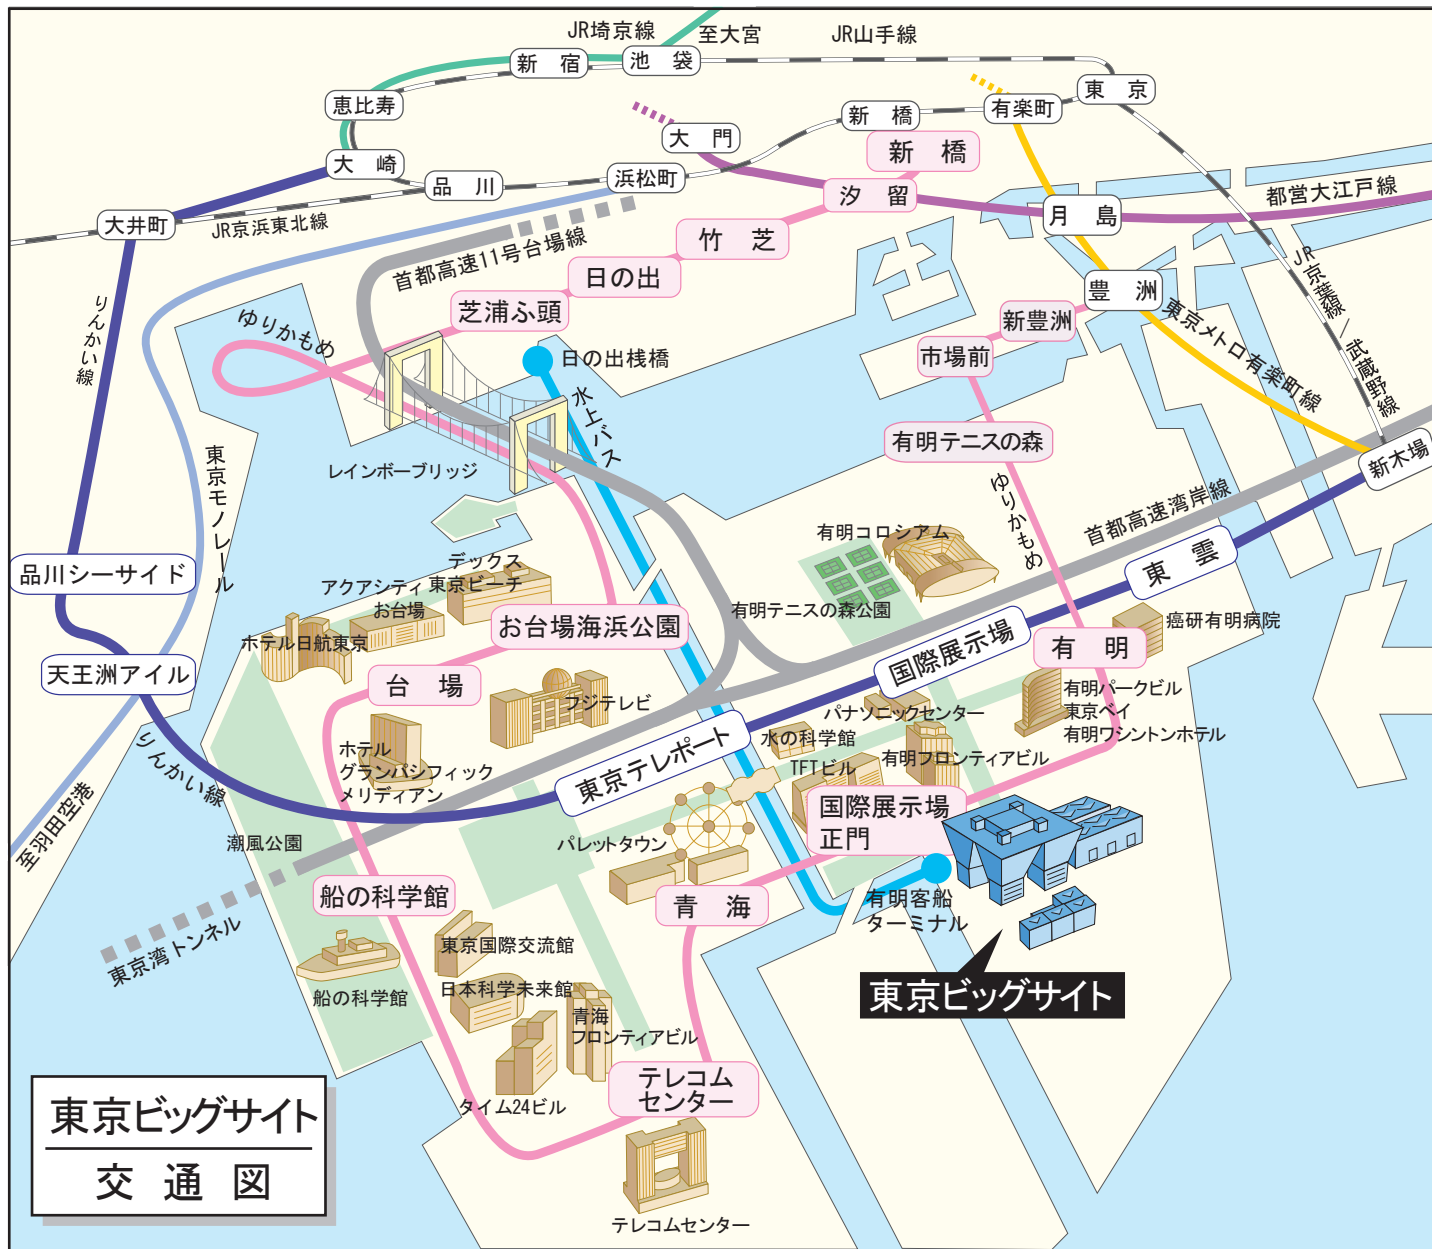 JR埼京線
至大宮
JR山手線
新宿
池袋
恵比寿
大崎
品川
浜松町
大門
新橋
有楽町
東京
新橋
汐留
竹芝
日の出
芝浦ふ頭
月島
都営大江戸線
大井町
JR京浜東北線
首都高速11号台場線
ゆりかもめ
りんかい線
東京モノレール
日の出桟橋
水上バス
レインボーブリッジ
豊洲
新豊洲
市場前
有明テニスの森
ゆりかもめ
東京メトロ有楽町線
JR京葉線/武蔵野線
新木場
首都高速湾岸線
東雲
国際展示場
東京テレポート
品川シーサイド
天王洲アイル
りんかい線
至羽田空港
アクアシティ
お台場
デックス
東京ビーチ
ホテル日航東京
お台場海浜公園
台場
フジテレビ
ホテル
グランパシフィック
メリディアン
有明コロシアム
有明テニスの森公園
有明
癌研有明病院
有明パークビル
東京ベイ
有明ワシントンホテル
パナソニックセンター
水の科学館
有明フロンティアビル
TFTビル
国際展示場
正門
潮風公園
パレットタウン
青海
有明客船
ターミナル
東京ビッグサイト
船の科学館
東京湾トンネル
船の科学館
東京国際交流館
日本科学未来館
青海
フロンティアビル
タイム24ビル
テレコム
センター
テレコムセンター
東京ビッグサイト
交通図